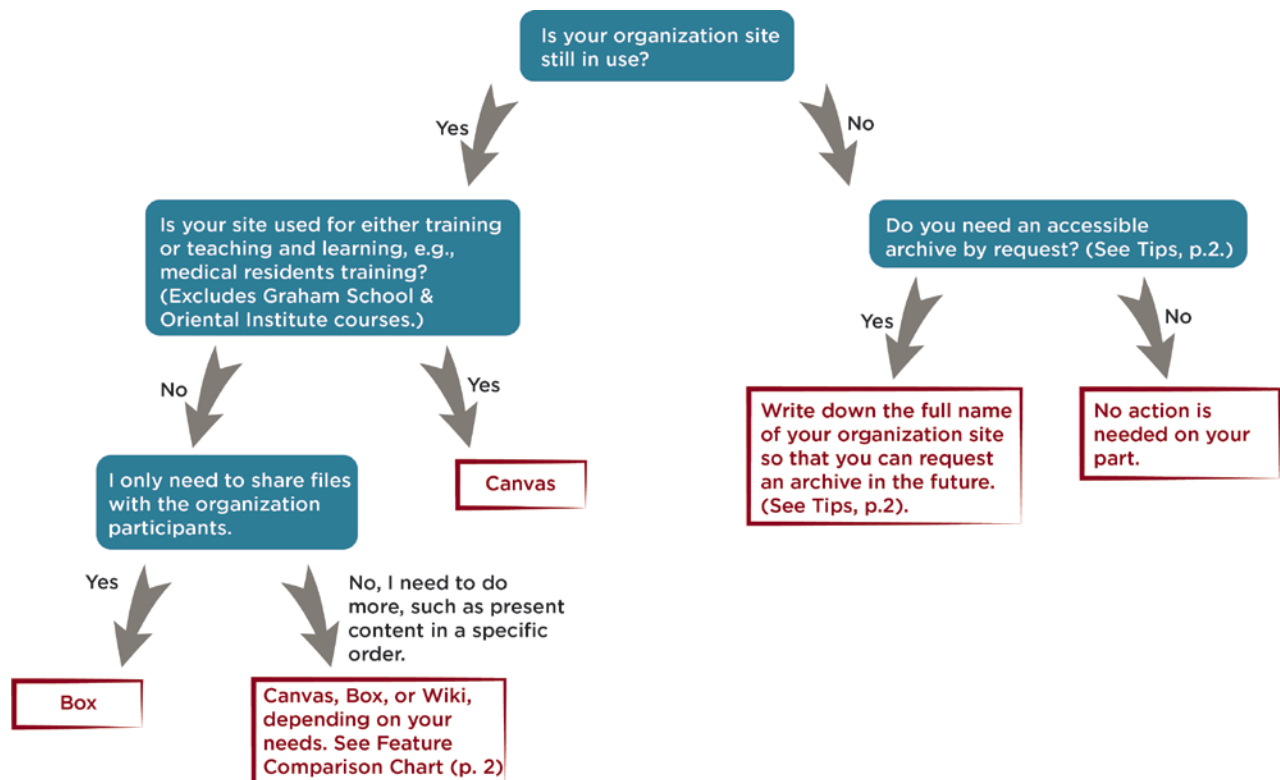 Is your organization site
still in use?
Yes
No
Is your site used for either training
or teaching and learning, e.g.,
medical residents training?
(Excludes Graham School &
Oriental Institute courses.)
Do you need an accessible
archive by request? (See Tips, p.2.)
No
Yes
Yes
No
I only need to share files
with the organization
participants.
Canvas
Write down the full name
of your organization site
so that you can request
an archive in the future.
(See Tips, p.2).
No action is
needed on your
part.
Yes
No, I need to do
more, such as present
content in a specific
order.
Box
Canvas, Box, or Wiki,
depending on your
needs. See Feature
Comparison Chart (p. 2)